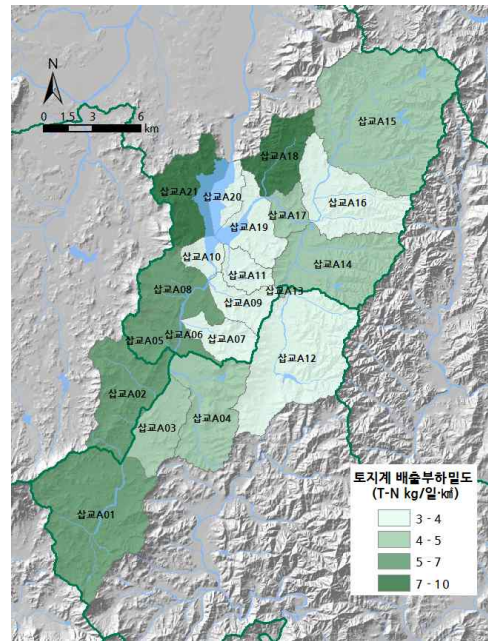 N
0 1.5 3 6
km
삽교A15
삽교A18
삽교A21
삽교A20
삽교A16
삽교A17
삽교A19
삽교A10
삽교A14
삽교A11
삽교A08
삽교A13
삽교A09
삽교A06
삽교A05
삽교A07
삽교A12
삽교A02
삽교A04
삽교A03
삽교A01
토지계 배출부하밀도
(T-N kg/일·㎢)
3 - 4
4 - 5
5 - 7
7 - 10